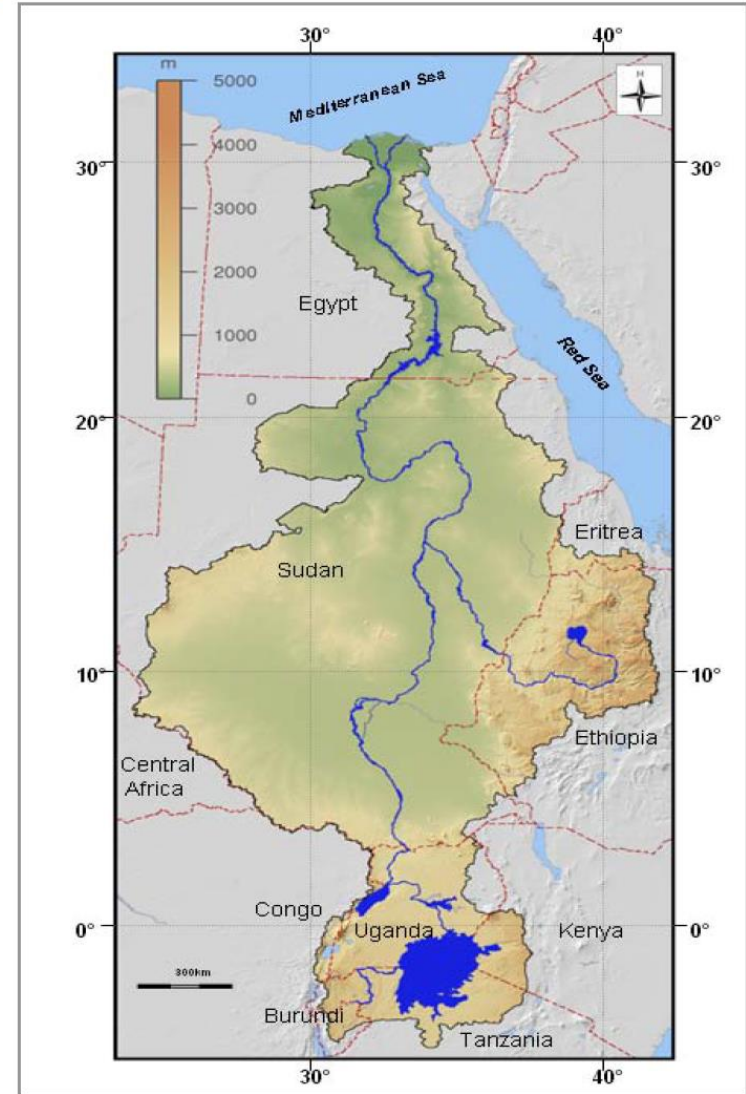 30° 40°
m
5000
Mediterranean Sea
N
4000
30° 30°
3000
2000
Egypt
1000
Red Sea
0
20° 20°
Eritrea
Sudan
10° 10°
Ethiopia
Central
Africa
Congo
0° Uganda Kenya 0°
300km
Burundi
Tanzania
30° 40°